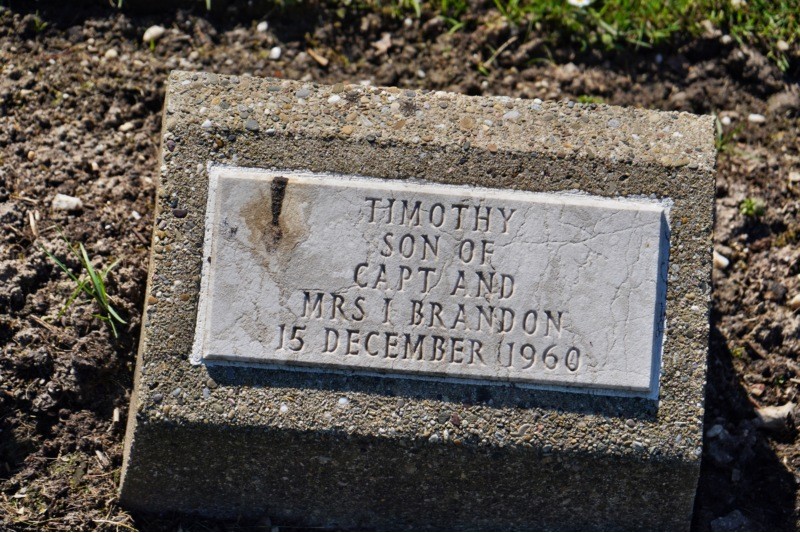 TIMOTHY
SON OF
CAPT AND
MRS I BRANDON
15 DECEMBER 1960